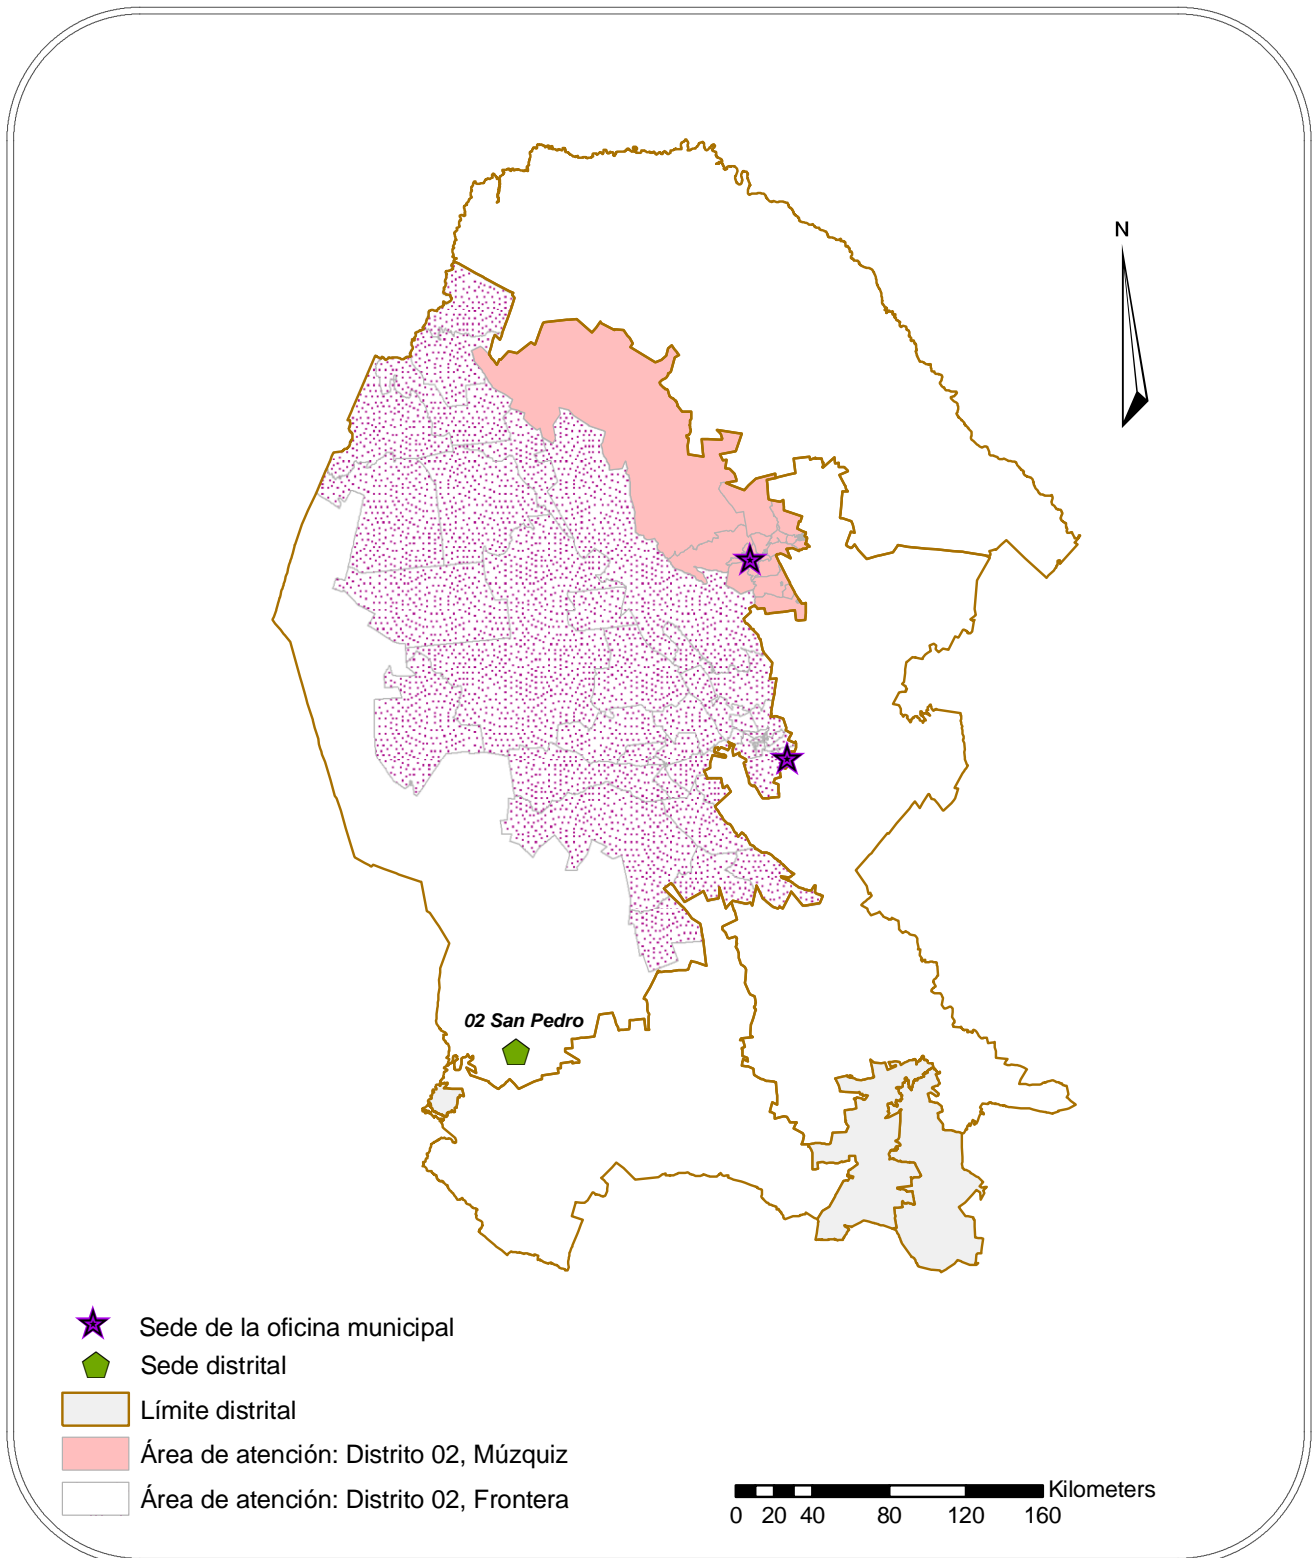 N
02 San Pedro
Sede de la oficina municipal
Sede distrital
Límite distrital
Área de atención: Distrito 02, Múzquiz
Área de atención: Distrito 02, Frontera
Kilometers
0 20 40 80 120 160